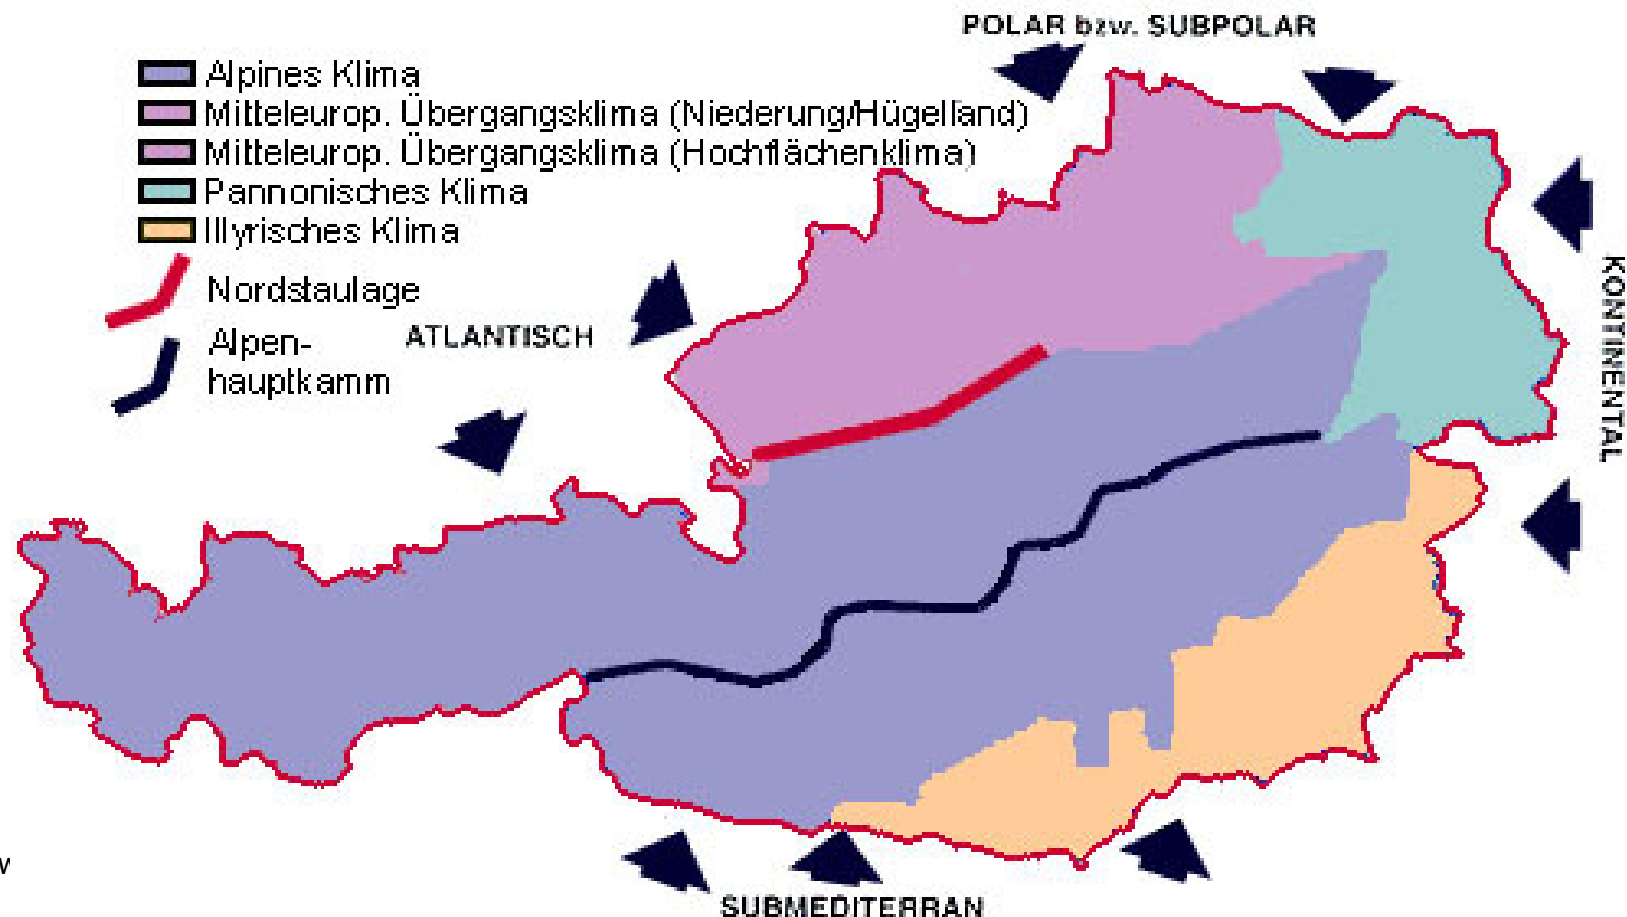 POLAR bzw. SUBPOLAR
Alpines Klima
Mitteleurop. Übergangsklima (Niederung/Hügelland)
Mitteleurop. Übergangsklima (Hochflächenklima)
Pannonisches Klima
Illyrisches Klima
Nordstaulage
ATLANTISCH
Alpen-
hauptkamm
KONTINENTAL
w
SUBMEDITERRAN